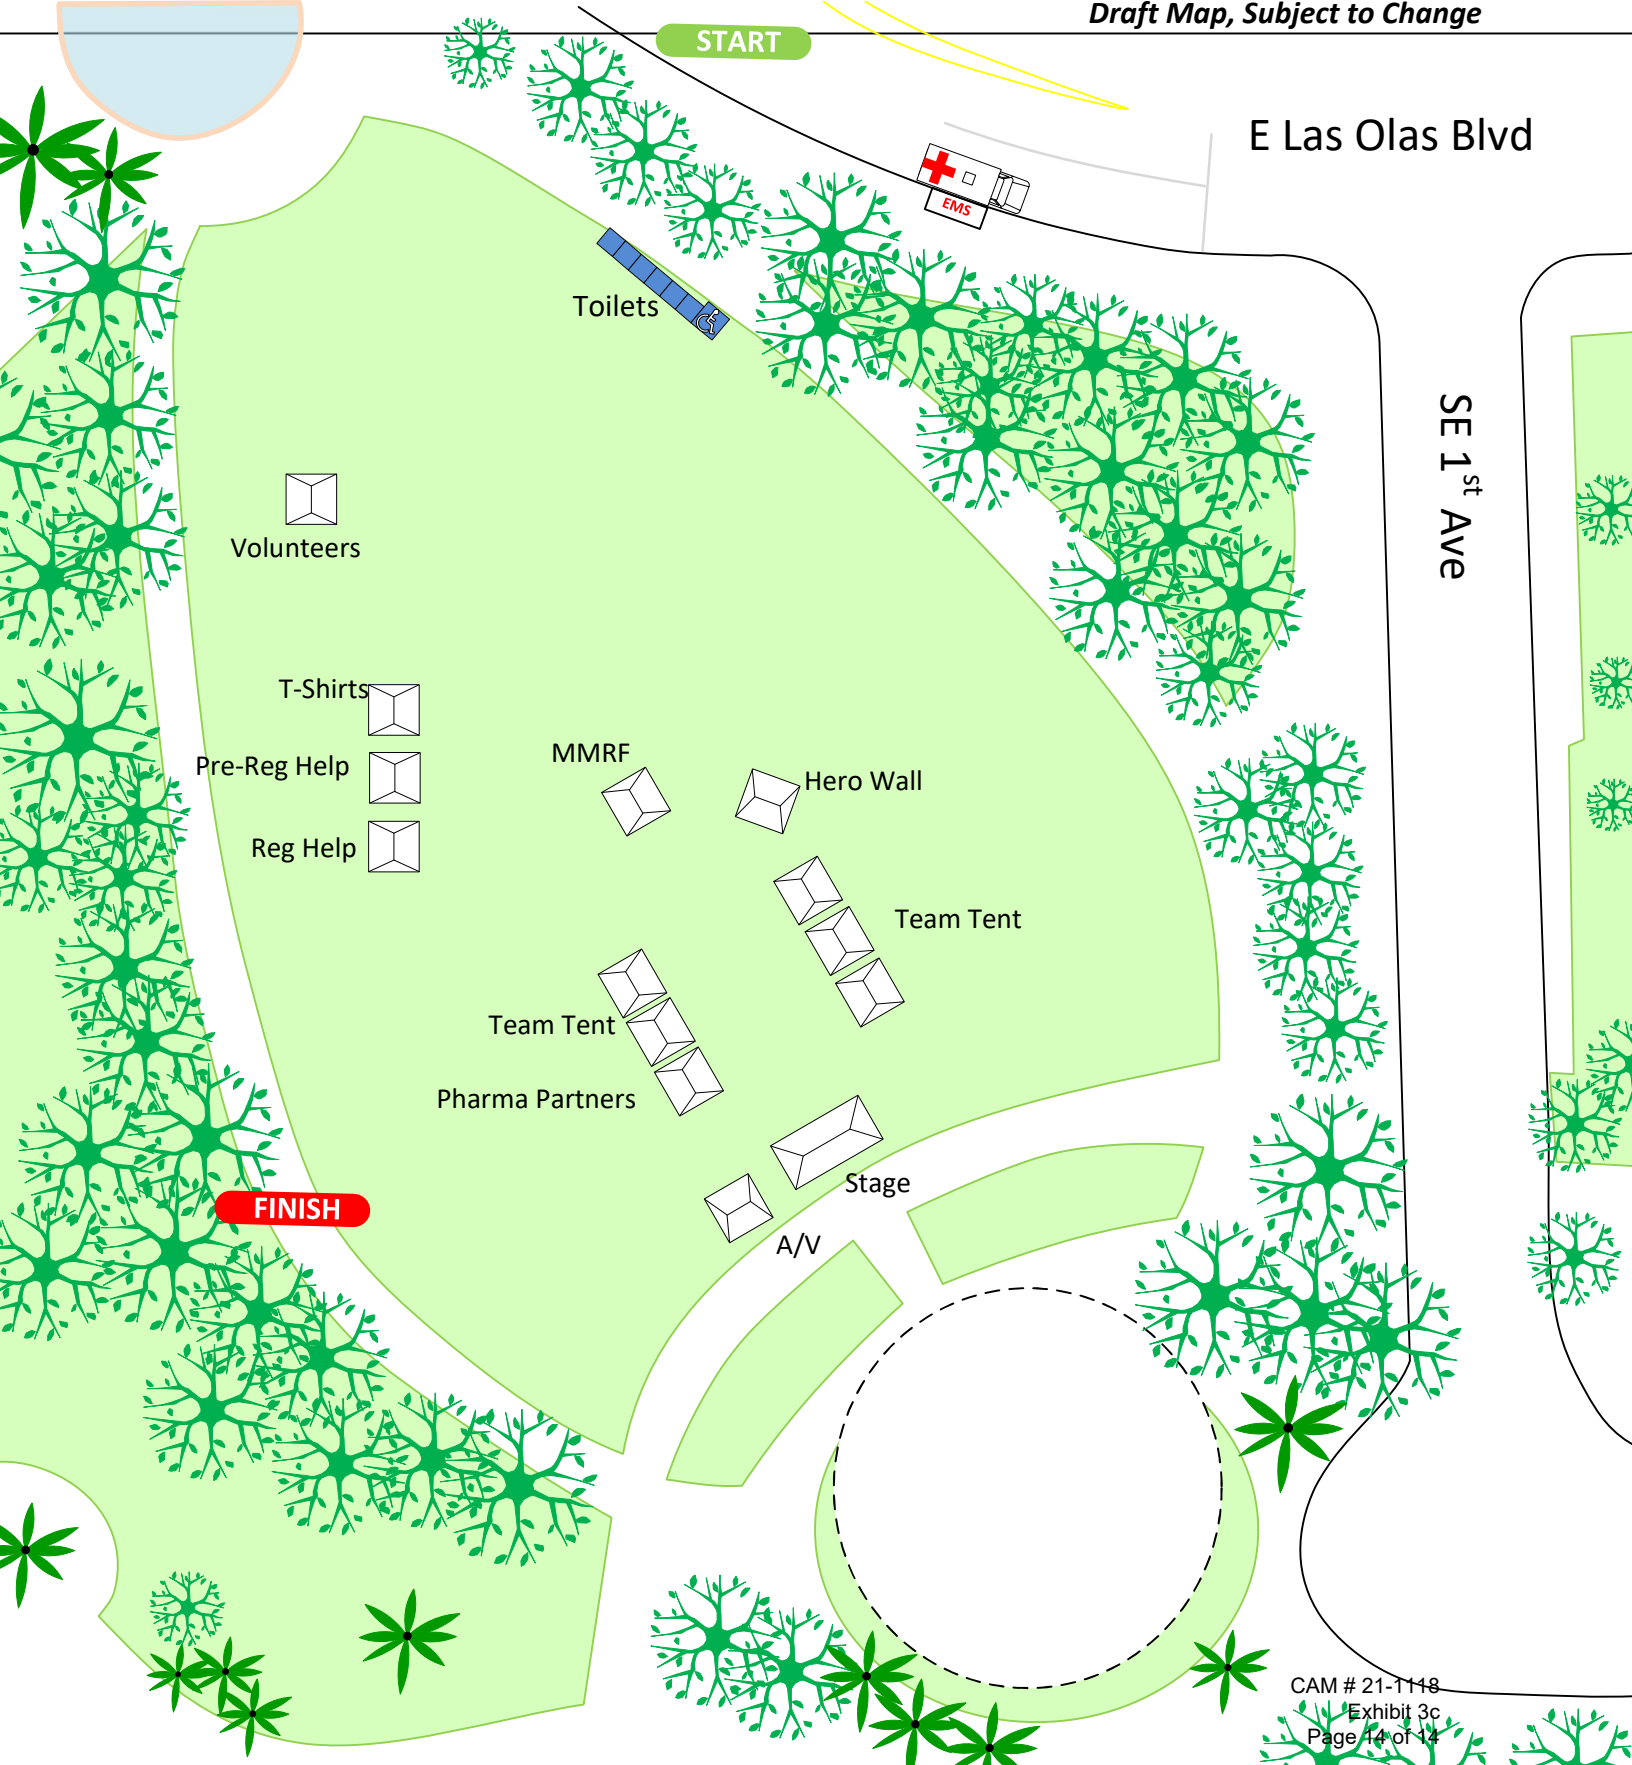 Draft Map, Subject to Change
START
E Las Olas Blvd
EMS
Toilets
SE 1st Ave
Volunteers
T-Shirts
Pre-Reg Help
Reg Help
MMRF
Hero Wall
Team Tent
Team Tent
Pharma Partners
Stage
FINISH
A/V
CAM # 21-1118
Exhibit 3c
Page 14 of 14